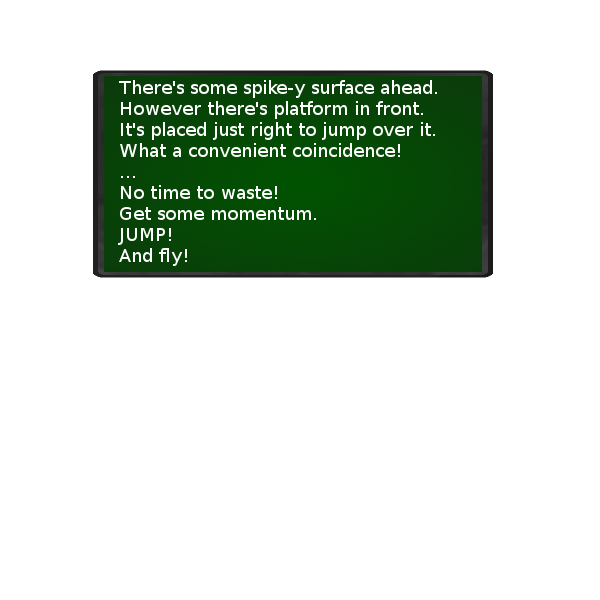 There's some spike-y surface ahead.
However there's platform in front.
It's placed just right to jump over it.
What a convenient coincidence!
...
No time to waste!
Get some momentum.
JUMP!
And fly!